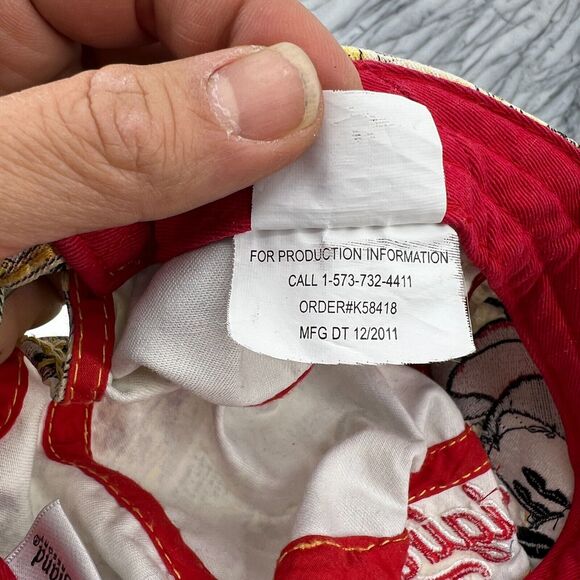 FOR PRODUCTION INFORMATION
CALL 1-573-732-4411
ORDER#K58418
MFG DT 12/2011